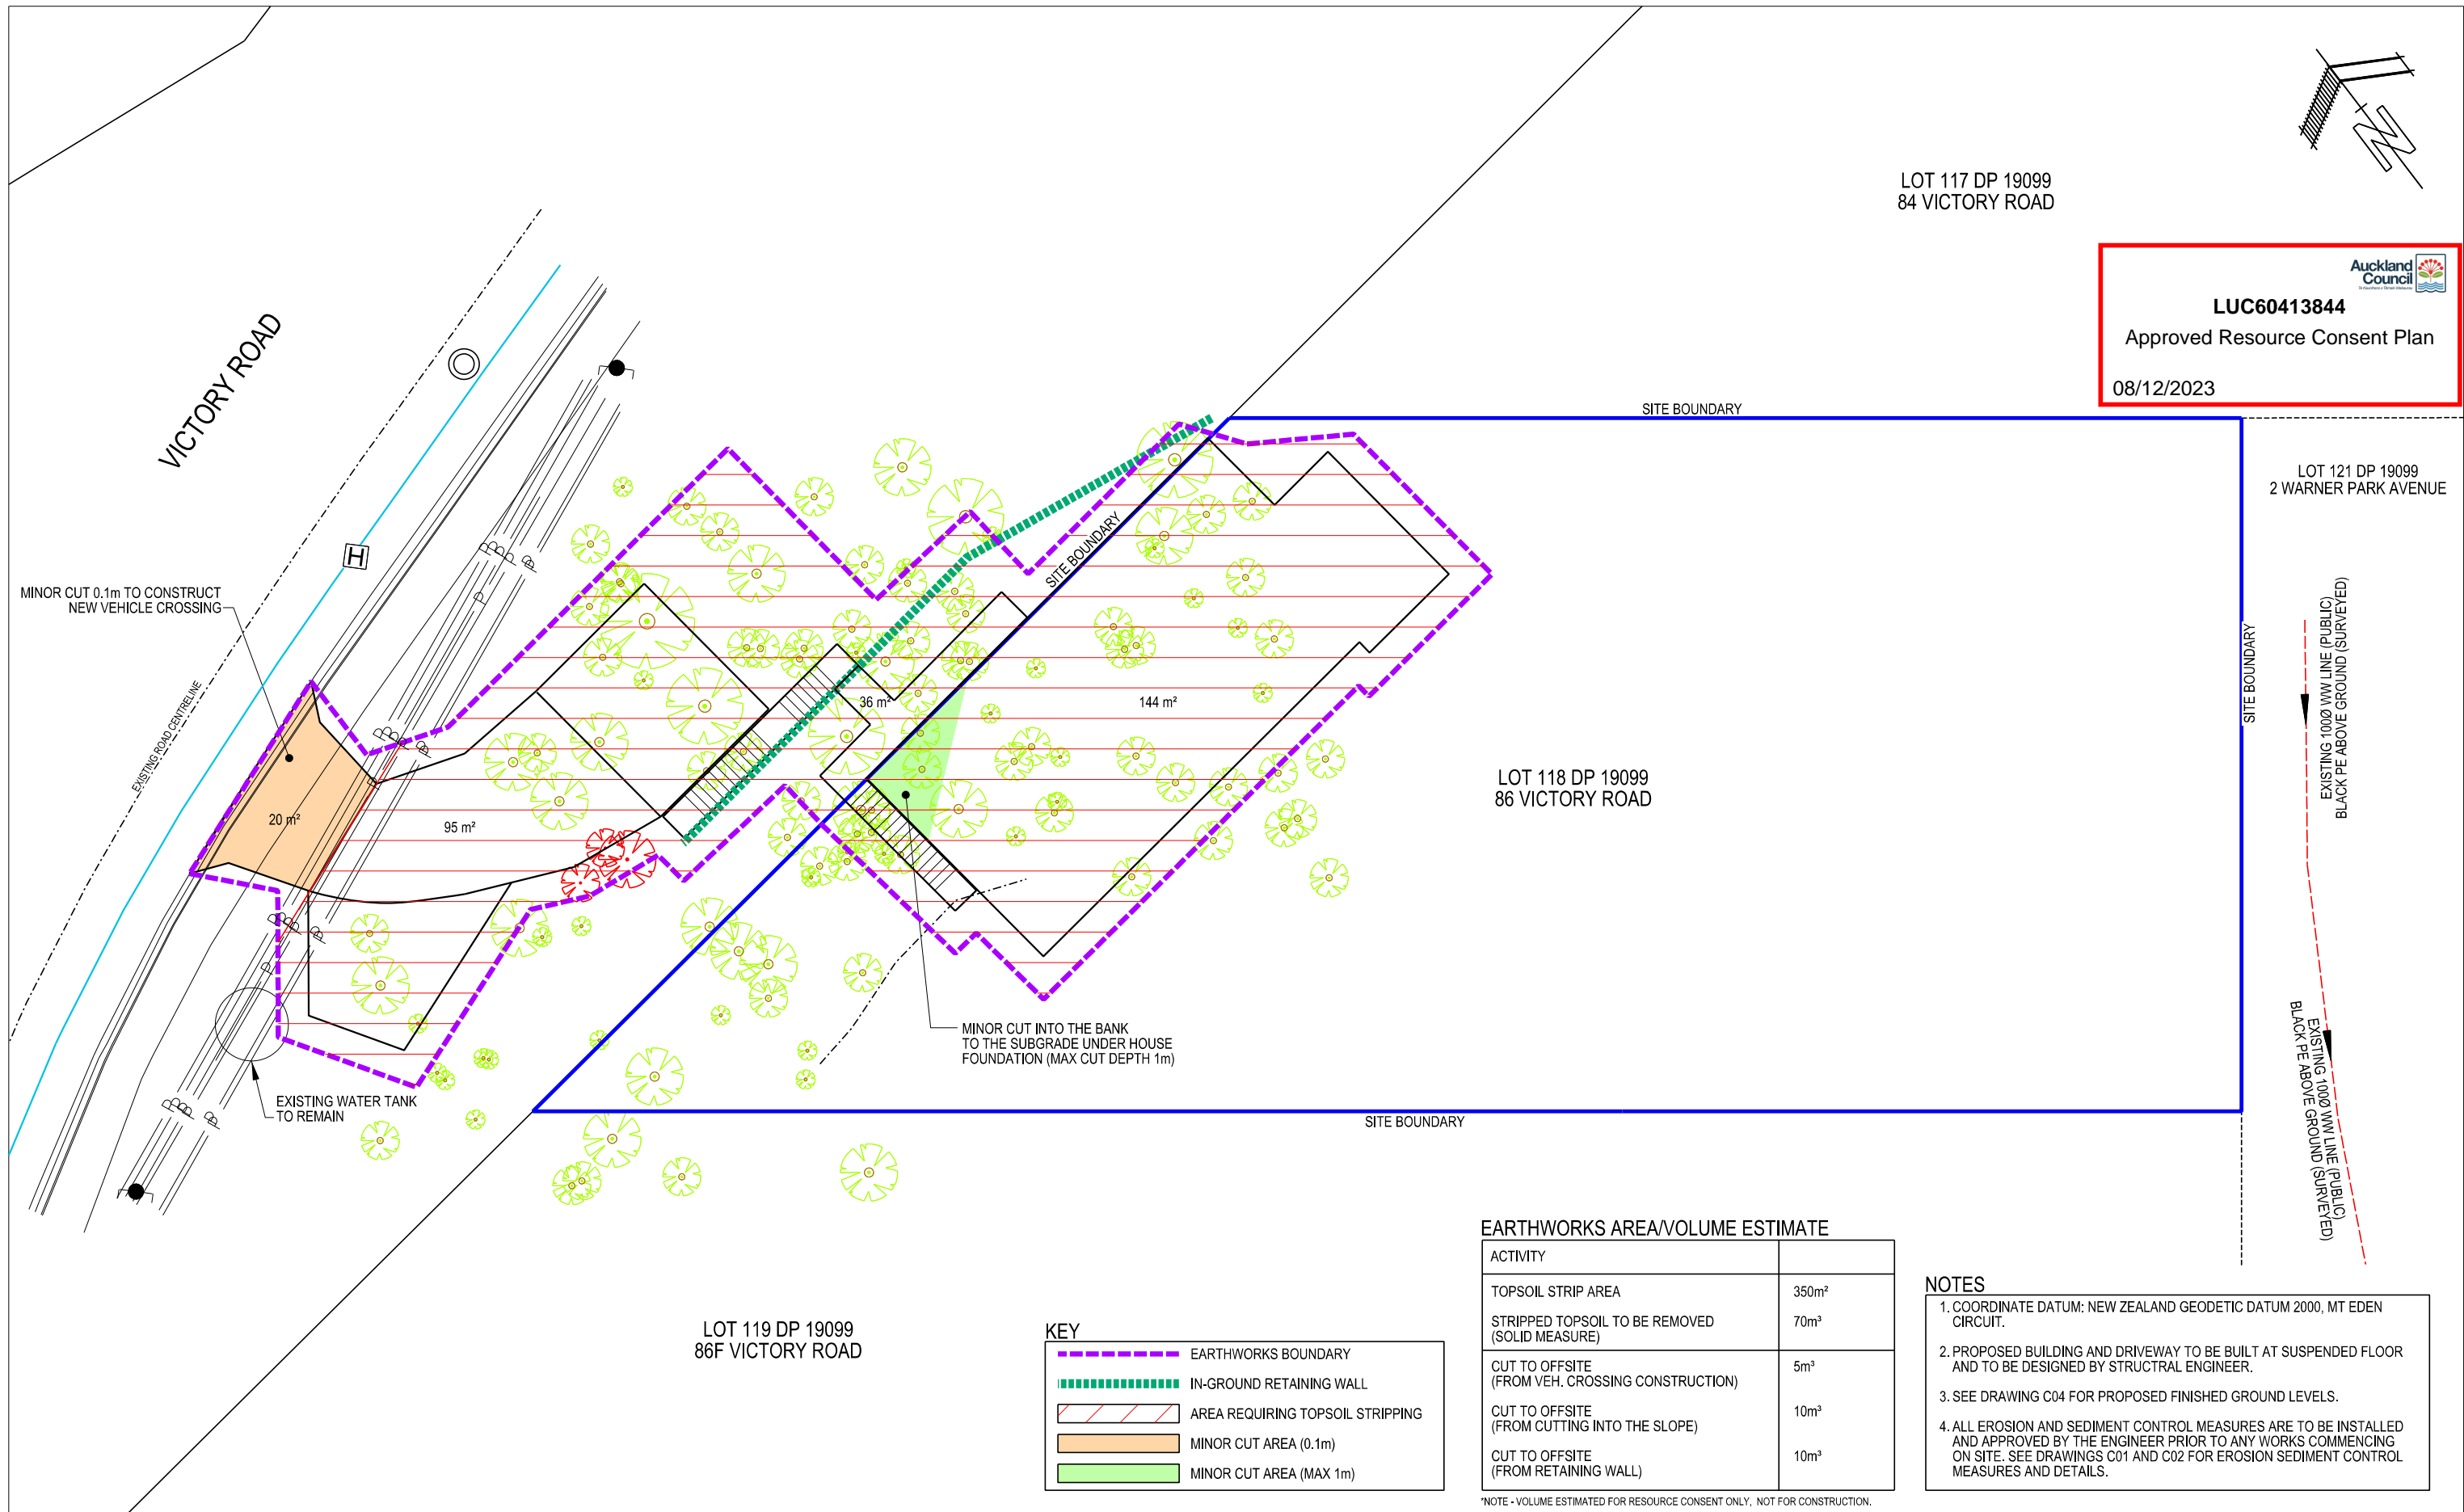 LOT 117 DP 19099
84 VICTORY ROAD
Auckland
Council
LUC60413844
Approved Resource Consent Plan
08/12/2023
N
VICTORY ROAD
SITE BOUNDARY
LOT 121 DP 19099
2 WARNER PARK AVENUE
SITE BOUNDARY
H
MINOR CUT 0.1m TO CONSTRUCT
NEW VEHICLE CROSSING
EXISTING ROAD CENTRELINE
EXISTING 100Ø WW LINE (PUBLIC)
BLACK PE ABOVE GROUND (SURVEYED)
SITE BOUNDARY
36 m²
144 m²
20 m²
95 m²
LOT 118 DP 19099
86 VICTORY ROAD
MINOR CUT INTO THE BANK
TO THE SUBGRADE UNDER HOUSE
FOUNDATION (MAX CUT DEPTH 1m)
EXISTING 100Ø WW LINE (PUBLIC)
BLACK PE ABOVE GROUND (SURVEYED)
EXISTING WATER TANK
TO REMAIN
SITE BOUNDARY
LOT 119 DP 19099
86F VICTORY ROAD
KEY
EARTHWORKS BOUNDARY
IN-GROUND RETAINING WALL
AREA REQUIRING TOPSOIL STRIPPING
MINOR CUT AREA (0.1m)
MINOR CUT AREA (MAX 1m)
EARTHWORKS AREA/VOLUME ESTIMATE
ACTIVITY
TOPSOIL STRIP AREA 350m²
STRIPPED TOPSOIL TO BE REMOVED 70m³
(SOLID MEASURE)
CUT TO OFFSITE 5m³
(FROM VEH. CROSSING CONSTRUCTION)
CUT TO OFFSITE 10m³
(FROM CUTTING INTO THE SLOPE)
CUT TO OFFSITE 10m³
(FROM RETAINING WALL)
*NOTE - VOLUME ESTIMATED FOR RESOURCE CONSENT ONLY, NOT FOR CONSTRUCTION.
NOTES
1. COORDINATE DATUM: NEW ZEALAND GEODETIC DATUM 2000, MT EDEN
CIRCUIT.
2. PROPOSED BUILDING AND DRIVEWAY TO BE BUILT AT SUSPENDED FLOOR
AND TO BE DESIGNED BY STRUCTRAL ENGINEER.
3. SEE DRAWING C04 FOR PROPOSED FINISHED GROUND LEVELS.
4. ALL EROSION AND SEDIMENT CONTROL MEASURES ARE TO BE INSTALLED
AND APPROVED BY THE ENGINEER PRIOR TO ANY WORKS COMMENCING
ON SITE. SEE DRAWINGS C01 AND C02 FOR EROSION SEDIMENT CONTROL
MEASURES AND DETAILS.